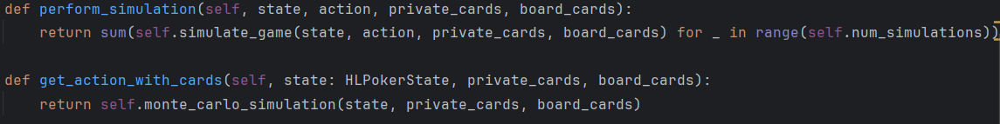 def perform_simulation(self, state, action, private_cards, board_cards):
    return sum(self.simulate_game(state, action, private_cards, board_cards) for _ in range(self.num_simulations))

def get_action_with_cards(self, state: HLPokerState, private_cards, board_cards):
    return self.monte_carlo_simulation(state, private_cards, board_cards)